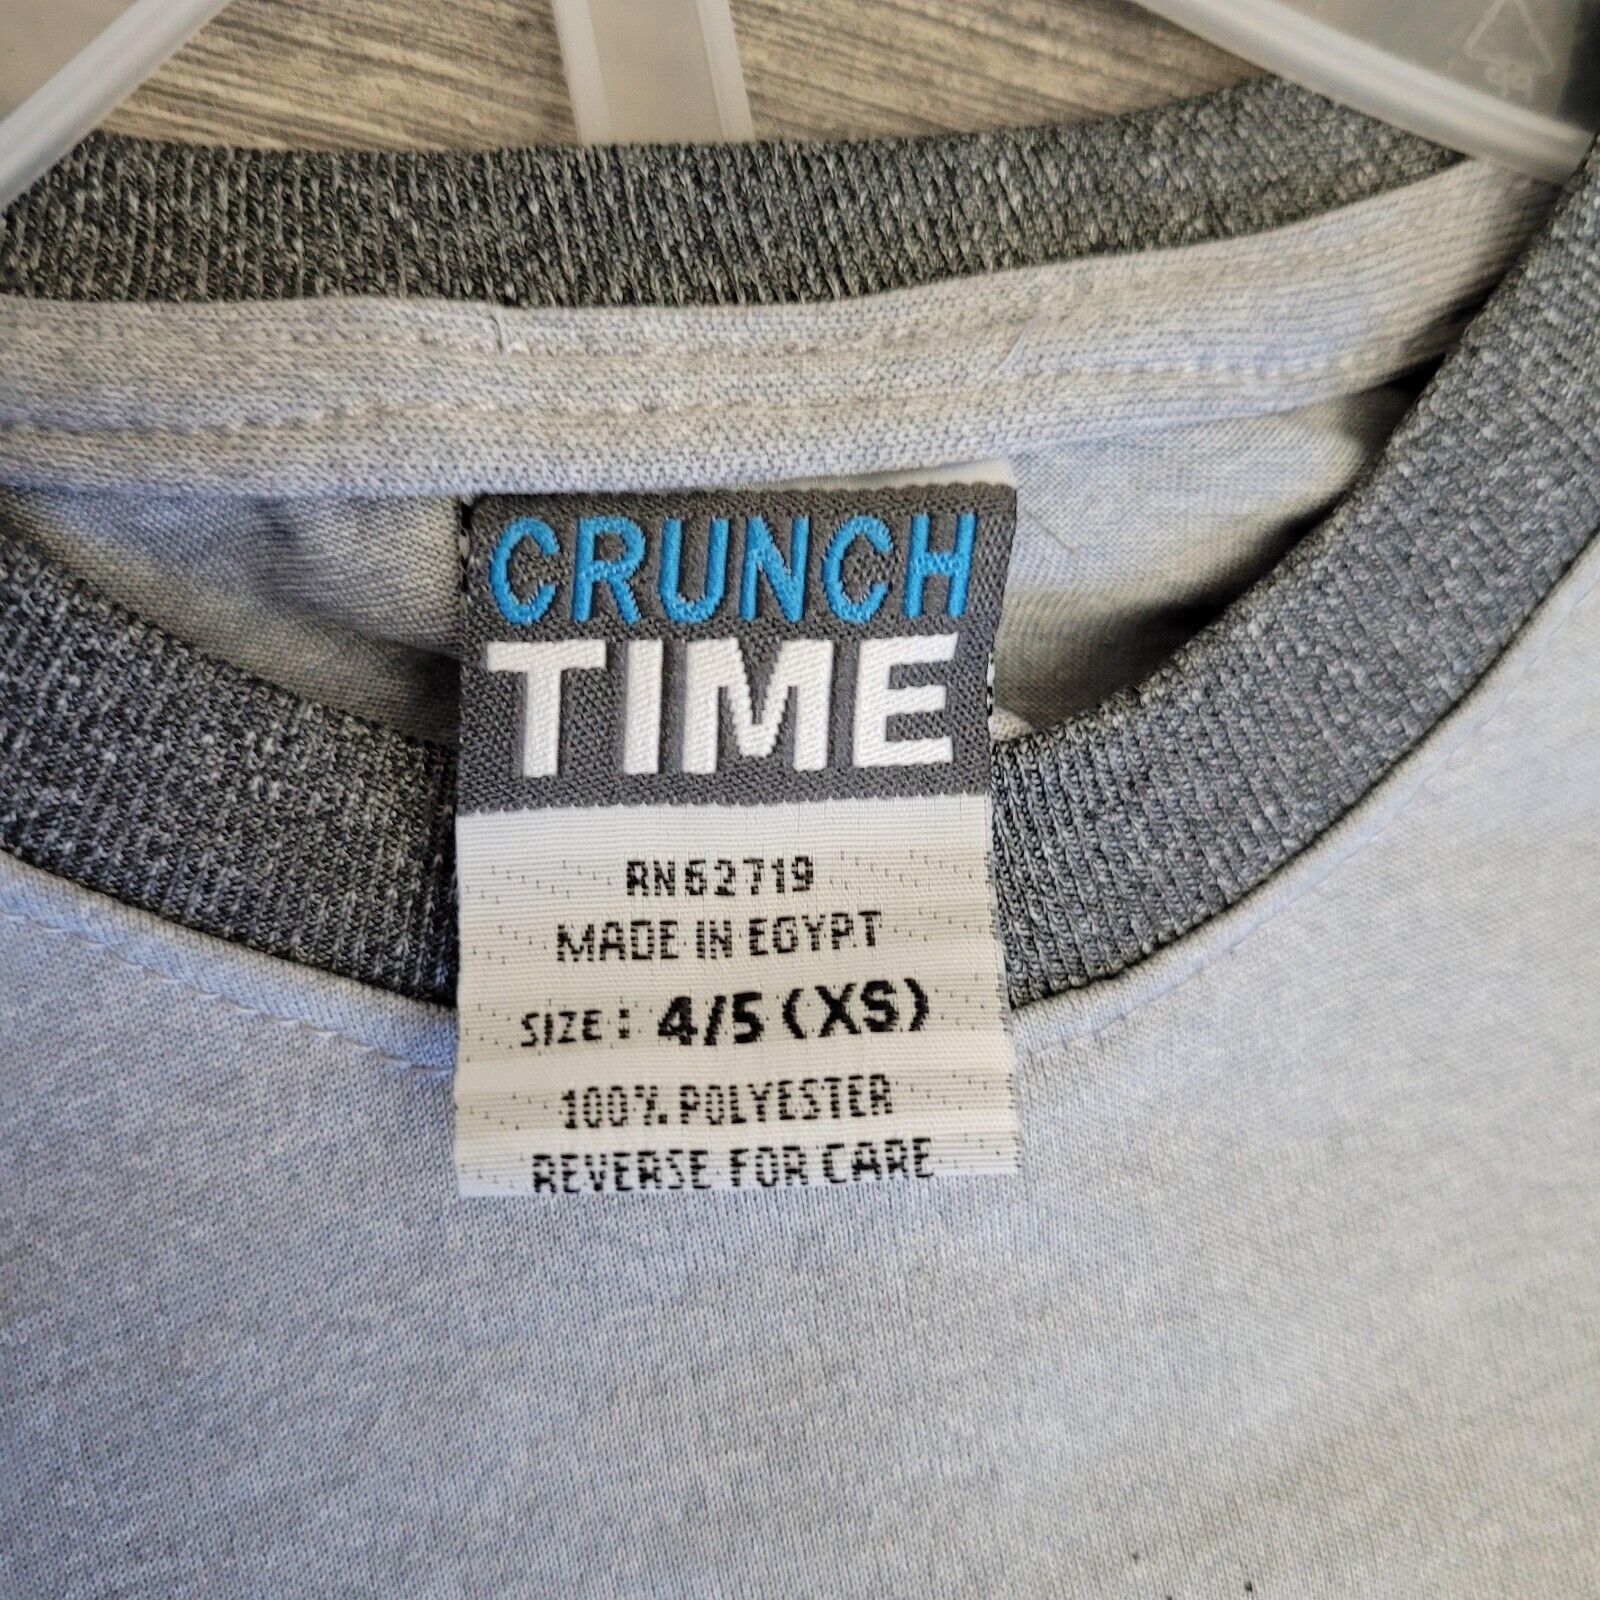 CRUNCH
TIME
RN62719
MADE IN EGYPT
SIZE: 4/5 (XS)
100% POLYESTER
REVERSE FOR CARE